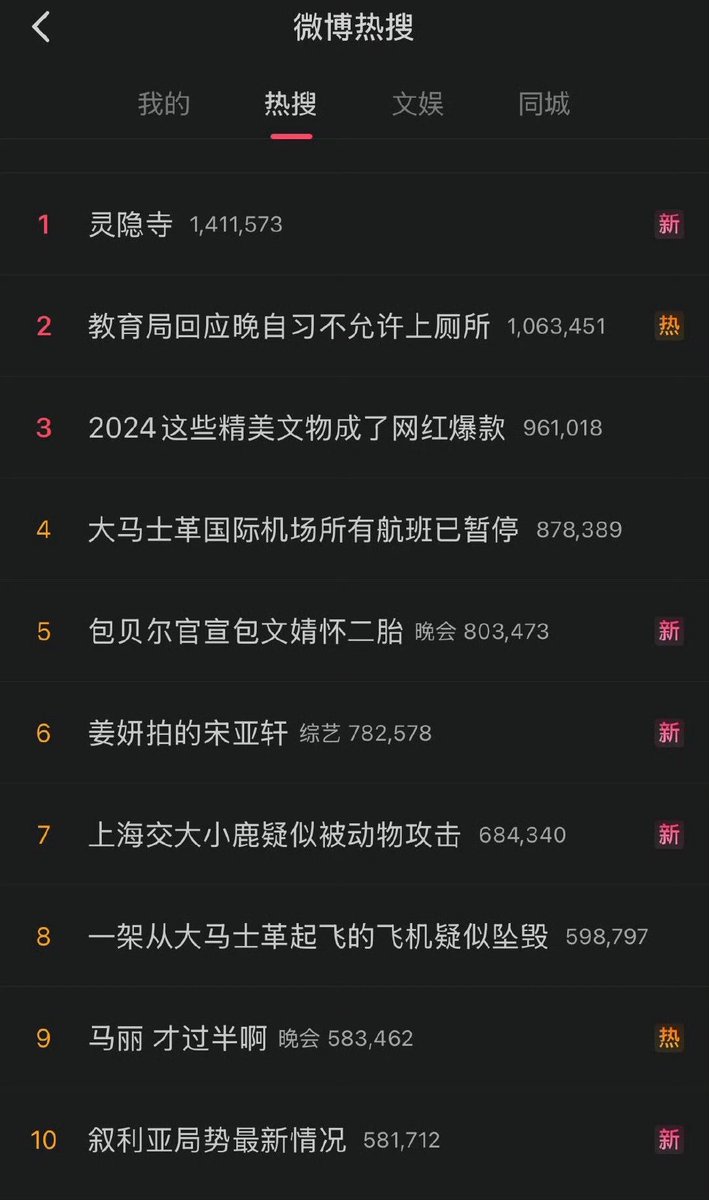 微博热搜
我的 热搜 文娱 同城
1 灵隐寺 1,411,573 新
2 教育局回应晚自习不允许上厕所 1,063,451 热
3 2024这些精美文物成了网红爆款 961,018
4 大马士革国际机场所有航班已暂停 878,389
5 包贝尔官宣包文婧怀二胎 晚会 803,473 新
6 姜妍拍的宋亚轩 综艺 782,578 新
7 上海交大小鹿疑似被动物攻击 684,340 新
8 一架从大马士革起飞的飞机疑似坠毁 598,797
9 马丽 才过半啊 晚会 583,462 热
10 叙利亚局势最新情况 581,712 新